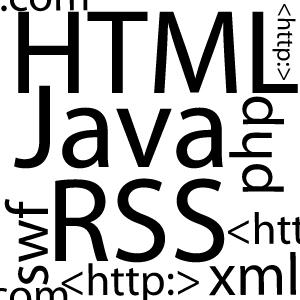 .com
HTML
<http:>
Java
php
RSS
swf
<htt
<http:>
xml
.com